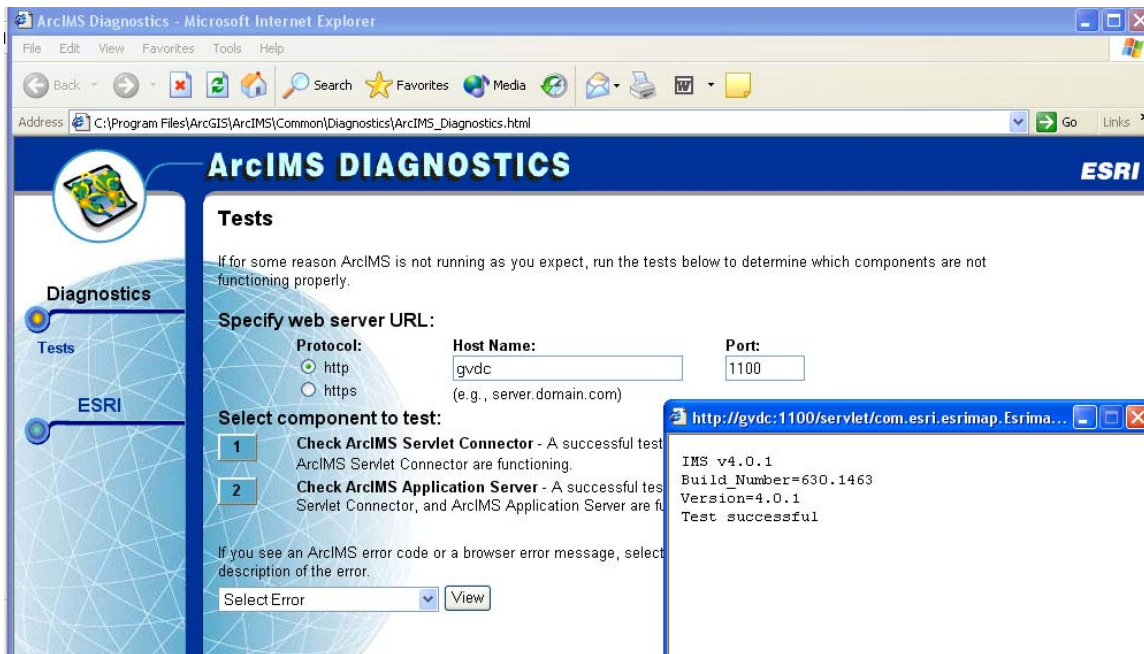 ArcIMS Diagnostics - Microsoft Internet Explorer
File Edit View Favorites Tools Help
Back Search Favorites Media
Address C:\Program Files\ArcGIS\ArcIMS\Common\Diagnostics\ArcIMS_Diagnostics.html Go Links
ArcIMS DIAGNOSTICS
ESRI
Diagnostics
Tests
ESRI
Tests
If for some reason ArcIMS is not running as you expect, run the tests below to determine which components are not
functioning properly.
Specify web server URL:
Protocol: Host Name: Port:
http gvdc 1100
https (e.g., server.domain.com)
Select component to test:
1 Check ArcIMS Servlet Connector - A successful test
ArcIMS Servlet Connector are functioning.
2 Check ArcIMS Application Server - A successful tes
Servlet Connector, and ArcIMS Application Server are fu
If you see an ArcIMS error code or a browser error message, select
description of the error.
Select Error View
http://gvdc:1100/servlet/com.esri.esrimap.Esrima...
IMS v4.0.1
Build_Number=630.1463
Version=4.0.1
Test successful